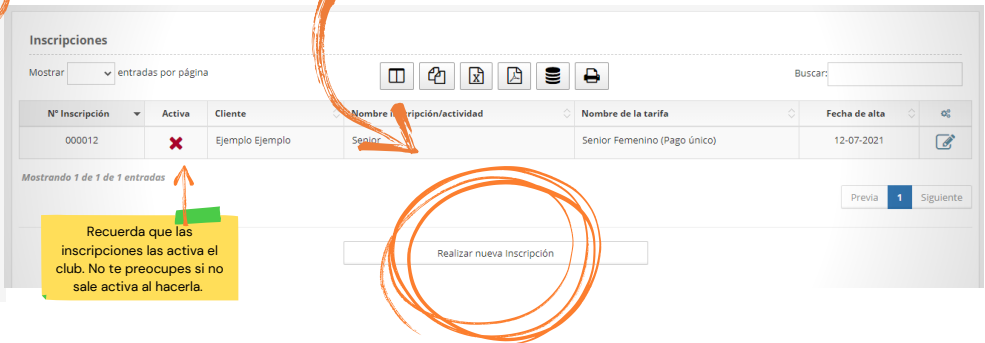 Inscripciones
Mostrar entradas por página
Buscar:
Nº Inscripción Activa Cliente Nombre Nombre de la tarifa Fecha de alta
000012 Ejemplo Ejemplo Senior Senior Femenino (Pago único) 12-07-2021
Mostrando 1 de 1 de 1 entradas
Previa 1 Siguiente
Recuerda que las
inscripciones las activa el
club. No te preocupes si no
sale activa al hacerla.
Realizar nueva Inscripción